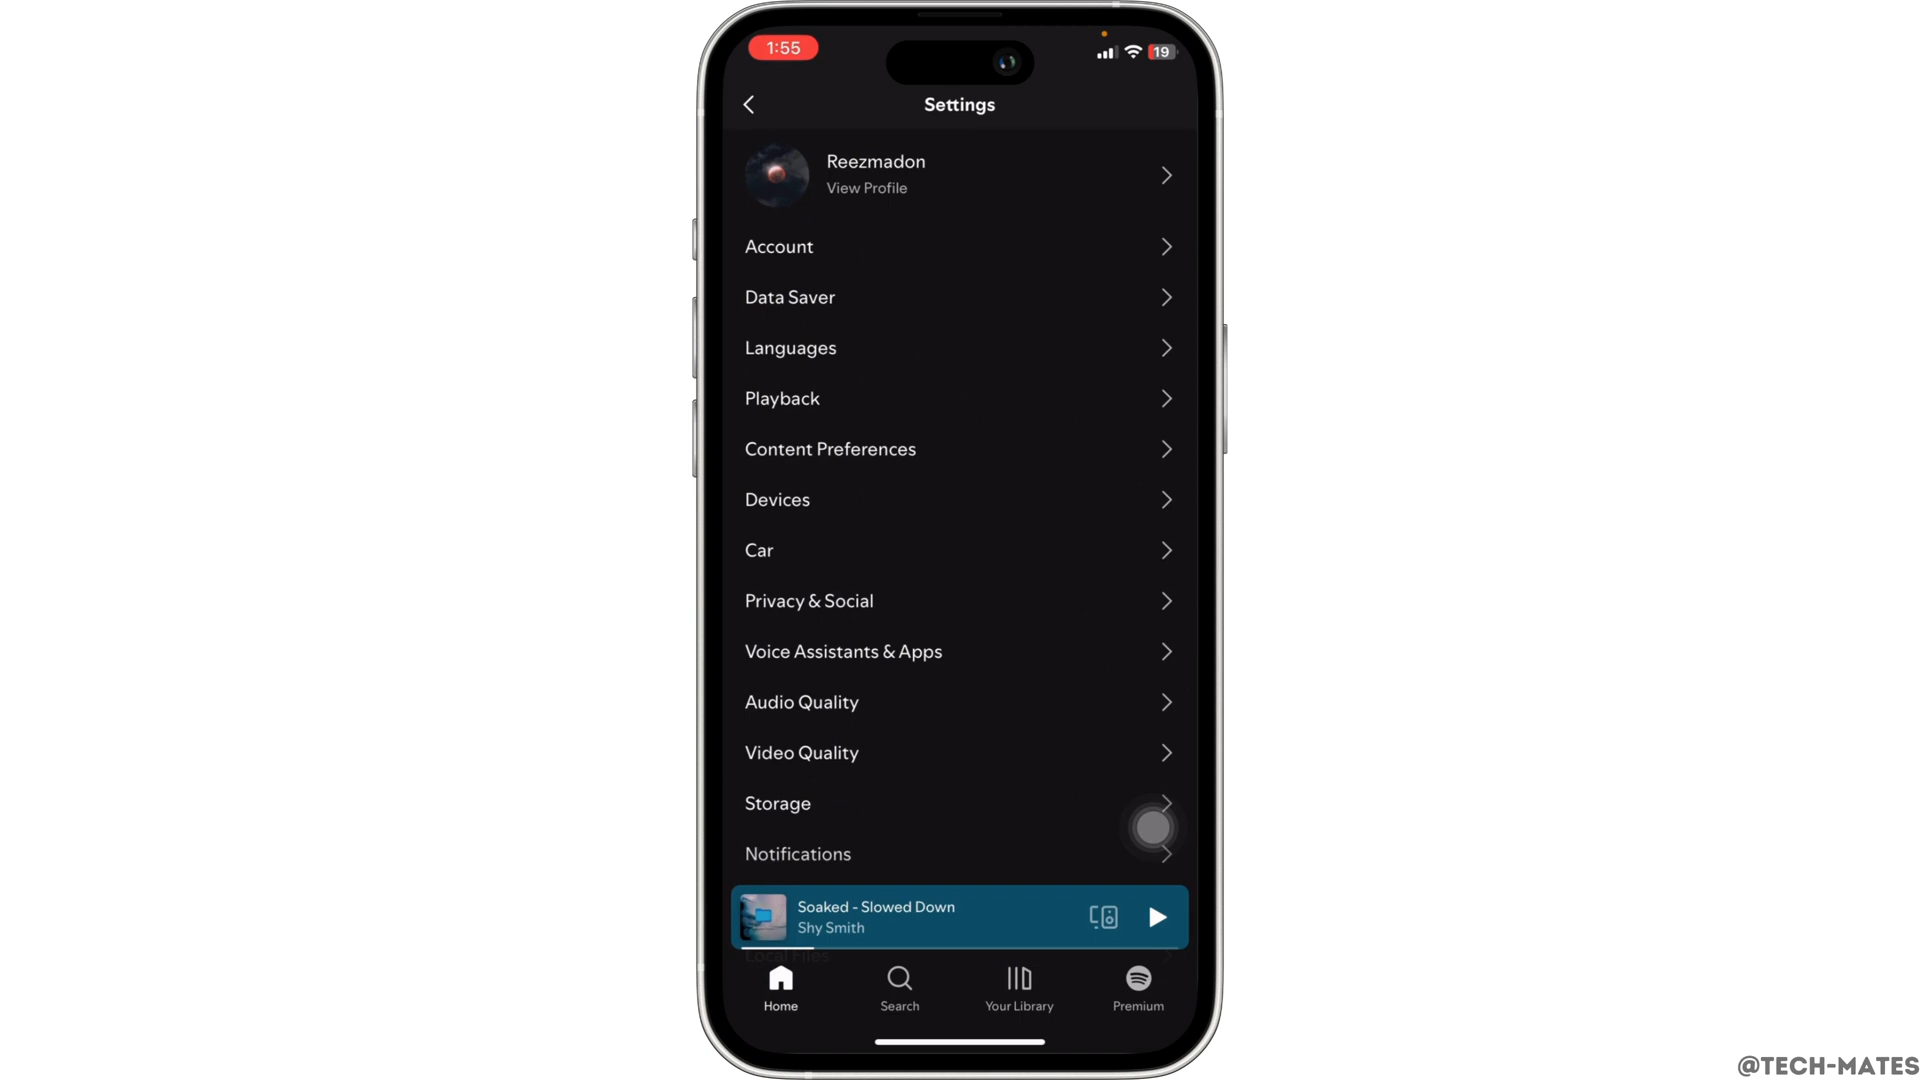 1:55
19
Settings
Reezmadon
View Profile
Account
Data Saver
Languages
Playback
Content Preferences
Devices
Car
Privacy & Social
Voice Assistants & Apps
Audio Quality
Video Quality
Storage
Notifications
Soaked - Slowed Down
Shy Smith
Local Files
Home
Search
Your Library
Premium
@TECH-MATES